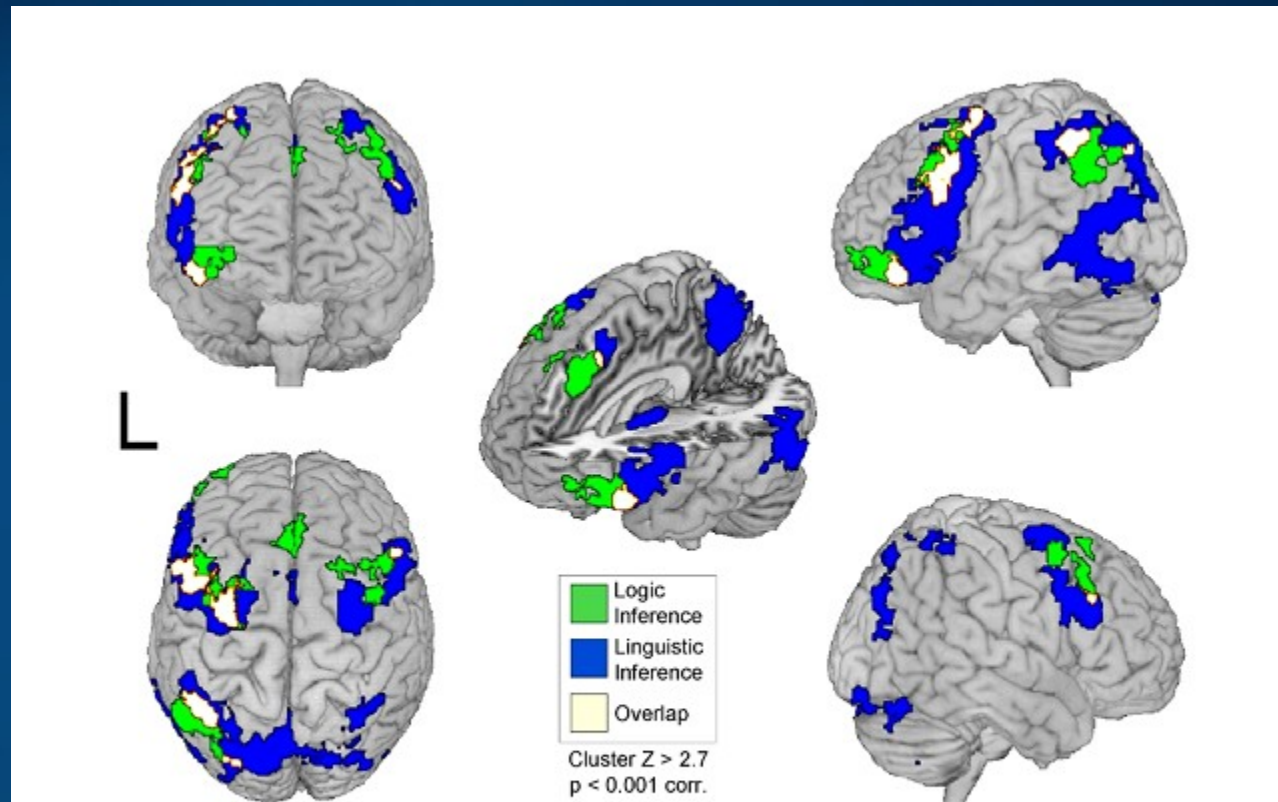 L
Logic
Inference
Linguistic
Inference
Overlap
Cluster Z > 2.7
p < 0.001 corr.